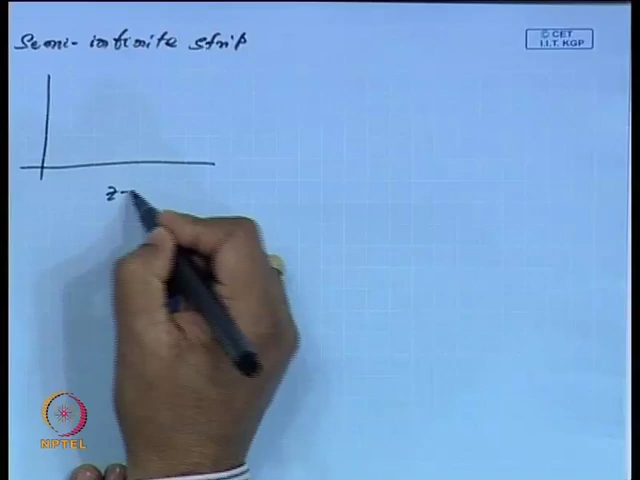 Semi-infinite strip
© CET
I.I.T. KGP
z-
NPTEL